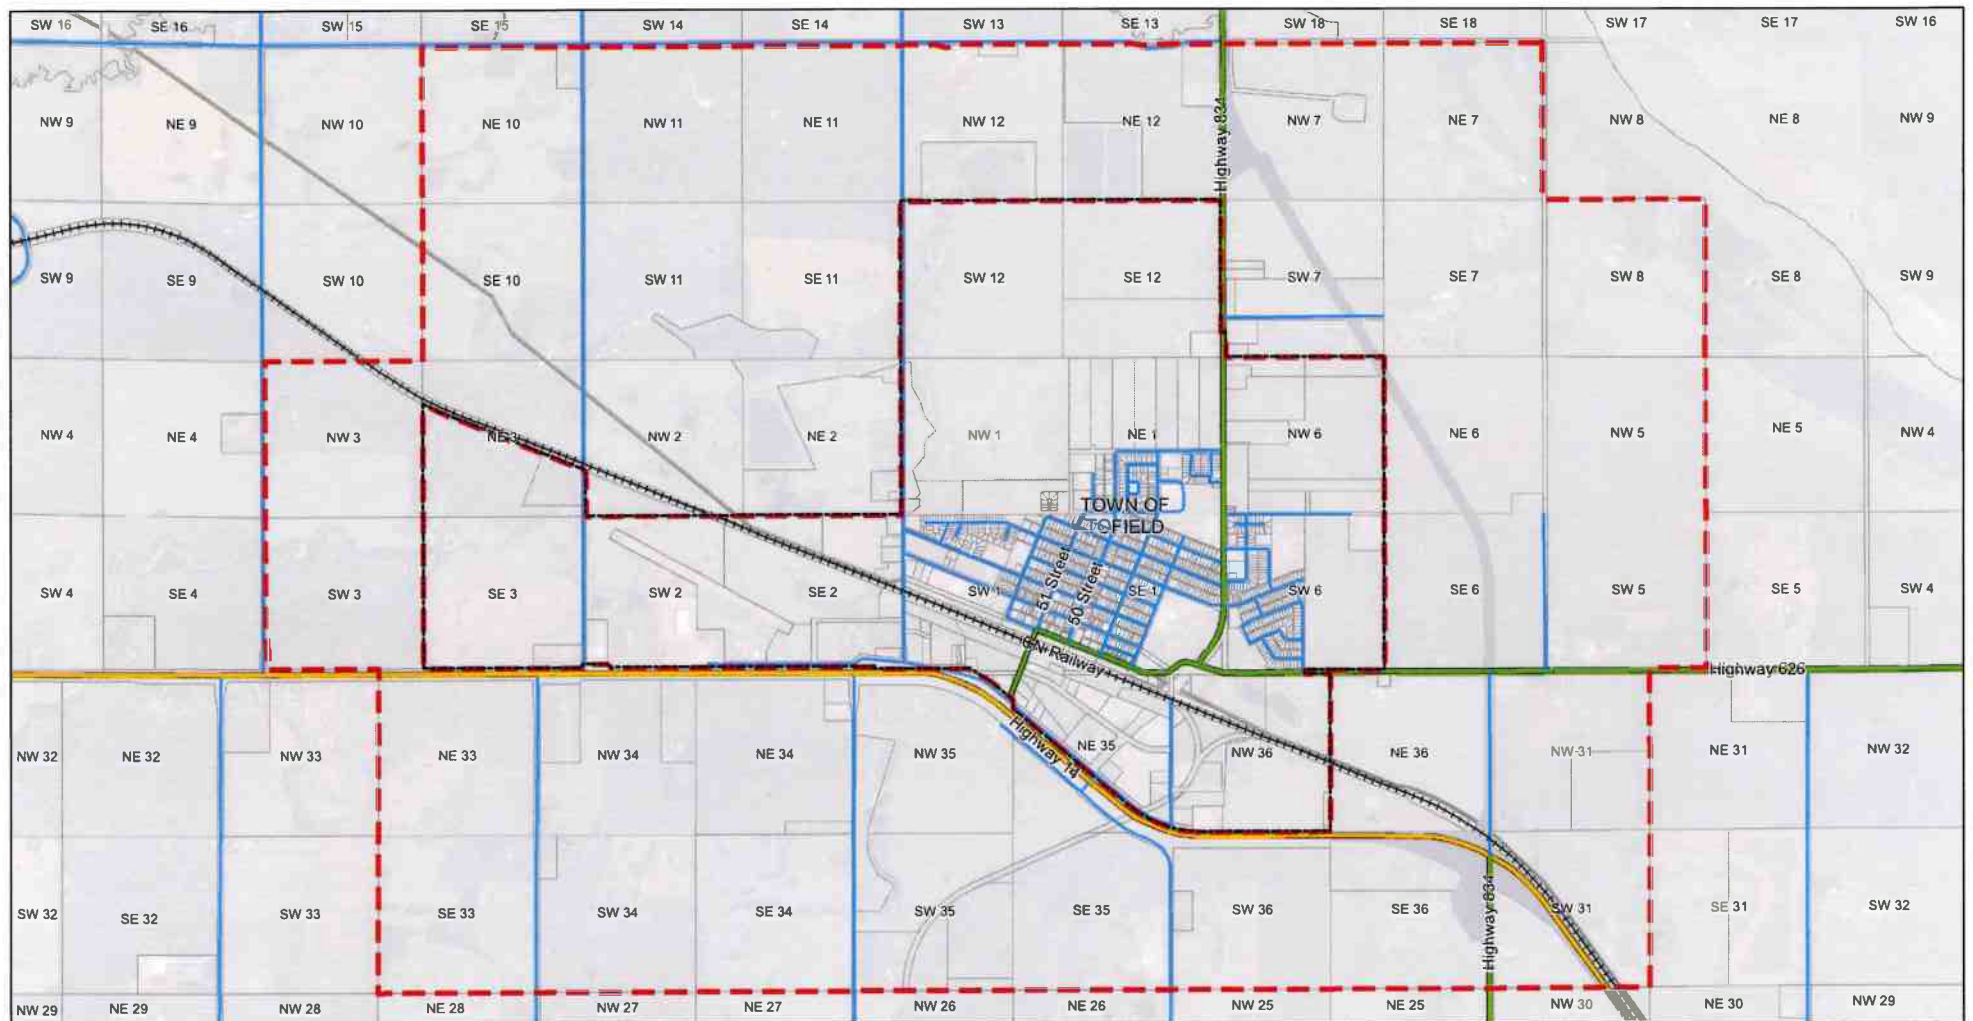 SW 16 SE 16 SW 15 SE 15 SW 14 SE 14 SW 13 SE 13 SW 18 SE 18 SW 17 SE 17 SW 16
NW 9 NE 9 NW 10 NE 10 NW 11 NE 11 NW 12 NE 12 NW 7 NE 7 NW 8 NE 8 NW 9
Highway 834
SW 9 SE 9 SW 10 SE 10 SW 11 SE 11 SW 12 SE 12 SW 7 SE 7 SW 8 SE 8 SW 9
NW 4 NE 4 NW 3 NE 3 NW 2 NE 2 NW 1 NE 1 NW 6 NE 6 NW 5 NE 5 NW 4
TOWN OF
TOFIELD
51 Street
50 Street
SW 4 SE 4 SW 3 SE 3 SW 2 SE 2 SW 1 SE 1 SW 6 SE 6 SW 5 SE 5 SW 4
CN Railway
Highway 626
Highway 14
NW 32 NE 32 NW 33 NE 33 NW 34 NE 34 NW 35 NE 35 NW 36 NE 36 NW 31 NE 31 NW 32
SW 32 SE 32 SW 33 SE 33 SW 34 SE 34 SW 35 SE 35 SW 36 SE 36 SW 31 SE 31 SW 32
Highway 834
NW 29 NE 29 NW 28 NE 28 NW 27 NE 27 NW 26 NE 26 NW 25 NE 25 NW 30 NE 30 NW 29